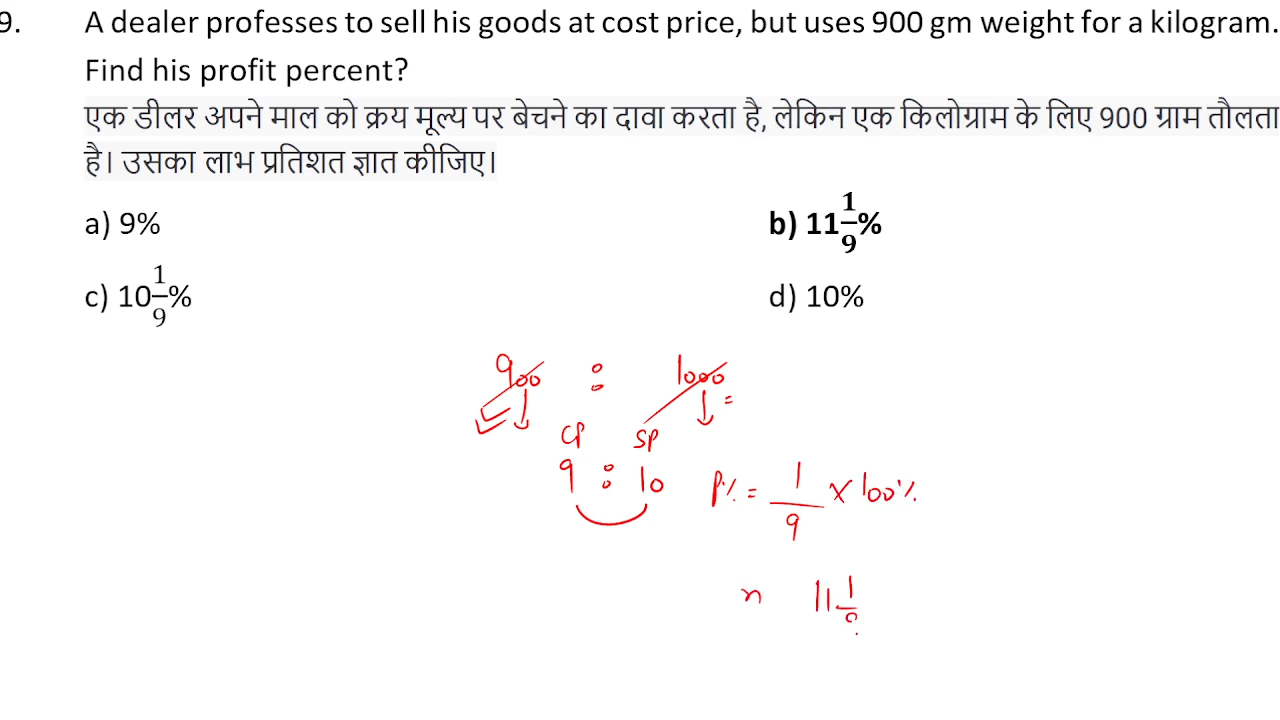 9. A dealer professes to sell his goods at cost price, but uses 900 gm weight for a kilogram.
Find his profit percent?
एक डीलर अपने माल को क्रय मूल्य पर बेचने का दावा करता है, लेकिन एक किलोग्राम के लिए 900 ग्राम तौलता
है। उसका लाभ प्रतिशत ज्ञात कीजिए।
a) 9% b) 11 1/9%
c) 10 1/9% d) 10%
900 : 1000
=
CP SP
9 : 10 P% = 1/9 × 100%
11 1/9